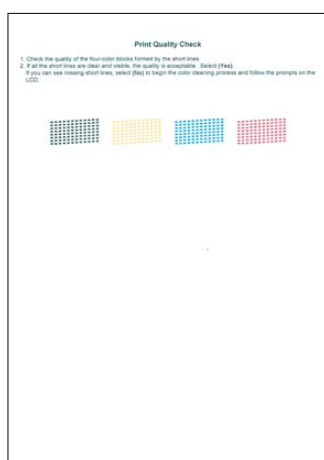 Print Quality Check
1. Check the quality of the four-color blocks formed by the short lines.
2. If all the short lines are clear and visible, the quality is acceptable. Select (Yes).
If you can see missing short lines, select (No) to begin the color cleaning process and follow the prompts on the
LCD.